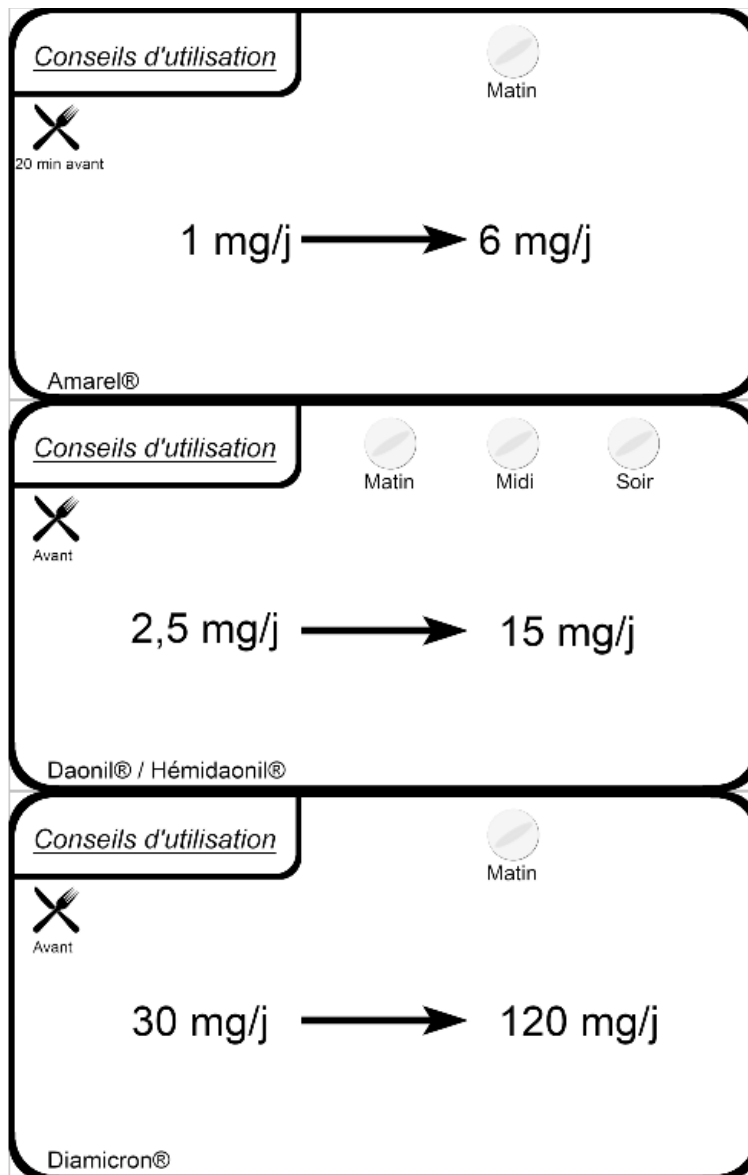 Conseils d'utilisation
Matin
20 min avant
1 mg/j 6 mg/j
Amarel®
Conseils d'utilisation
Matin Midi Soir
Avant
2,5 mg/j 15 mg/j
Daonil® / Hémidaonil®
Conseils d'utilisation
Matin
Avant
30 mg/j 120 mg/j
Diamicron®